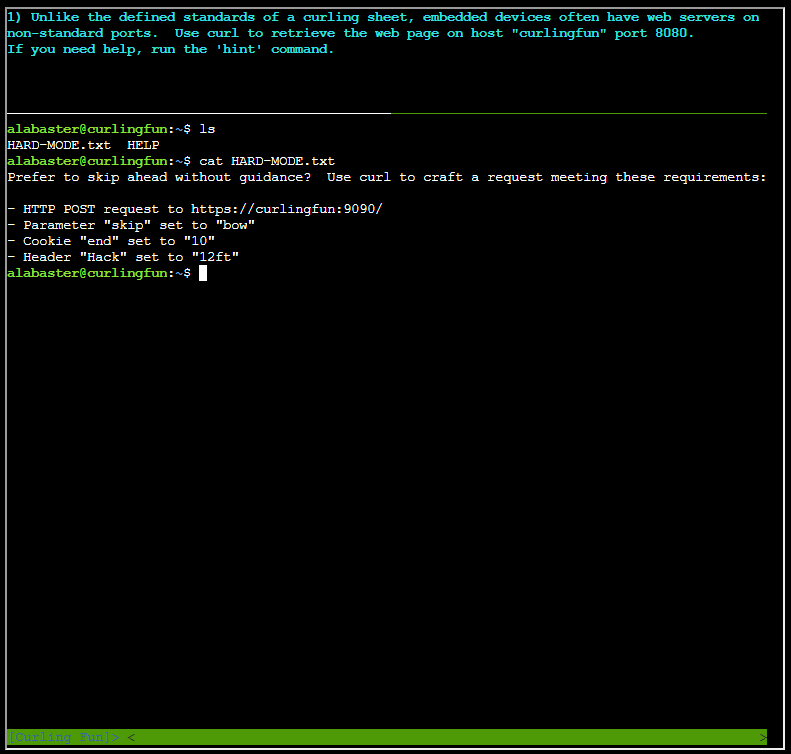 1) Unlike the defined standards of a curling sheet, embedded devices often have web servers on
non-standard ports.  Use curl to retrieve the web page on host "curlingfun" port 8080.
If you need help, run the 'hint' command.
alabaster@curlingfun:~$ ls
HARD-MODE.txt  HELP
alabaster@curlingfun:~$ cat HARD-MODE.txt
Prefer to skip ahead without guidance?  Use curl to craft a request meeting these requirements:
- HTTP POST request to https://curlingfun:9090/
- Parameter "skip" set to "bow"
- Cookie "end" set to "10"
- Header "Hack" set to "12ft"
alabaster@curlingfun:~$
[Curling Fun]> < >